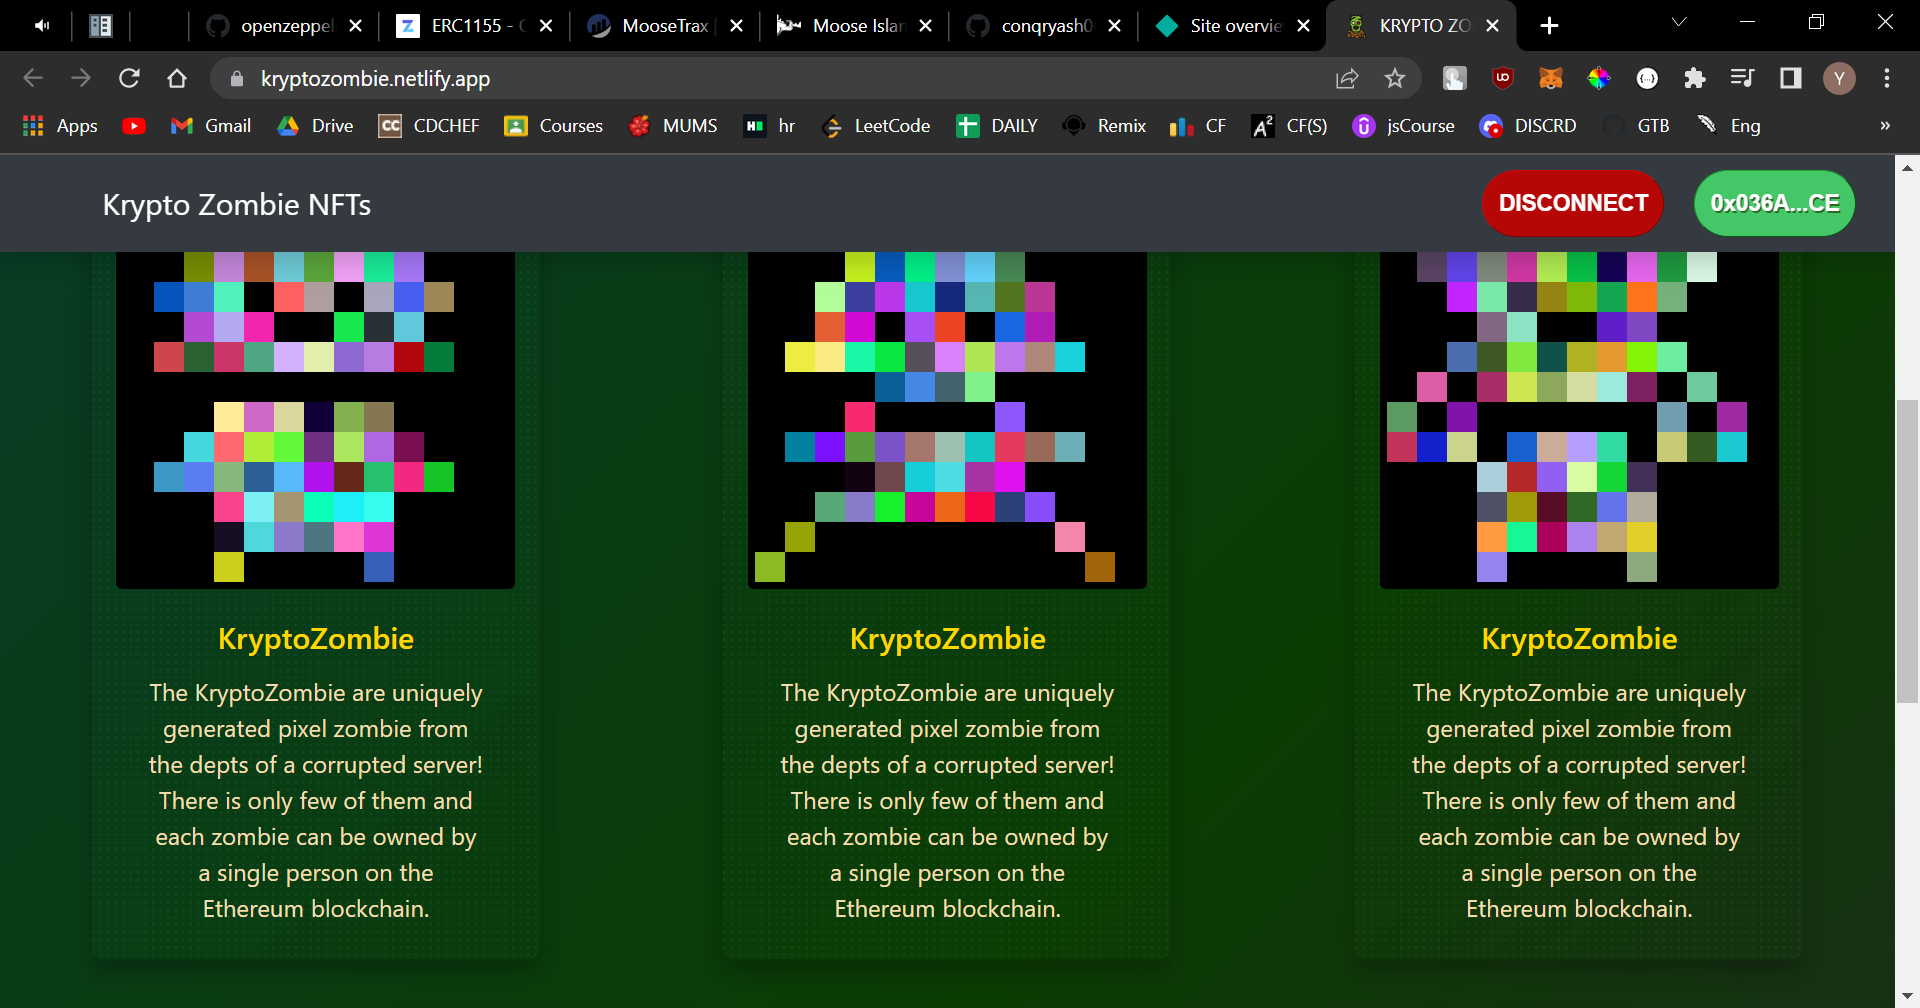 openzeppel
ERC1155 - 
MooseTrax
Moose Islan
conqryash0
Site overvie
KRYPTO ZO
kryptozombie.netlify.app
Y
Apps
Gmail
Drive
CC
CDCHEF
Courses
MUMS
hr
LeetCode
DAILY
Remix
CF
A²
CF(S)
jsCourse
DISCRD
GTB
Eng
»
Krypto Zombie NFTs
DISCONNECT
0x036A...CE
KryptoZombie
The KryptoZombie are uniquely
generated pixel zombie from
the depts of a corrupted server!
There is only few of them and
each zombie can be owned by
a single person on the
Ethereum blockchain.
KryptoZombie
The KryptoZombie are uniquely
generated pixel zombie from
the depts of a corrupted server!
There is only few of them and
each zombie can be owned by
a single person on the
Ethereum blockchain.
KryptoZombie
The KryptoZombie are uniquely
generated pixel zombie from
the depts of a corrupted server!
There is only few of them and
each zombie can be owned by
a single person on the
Ethereum blockchain.